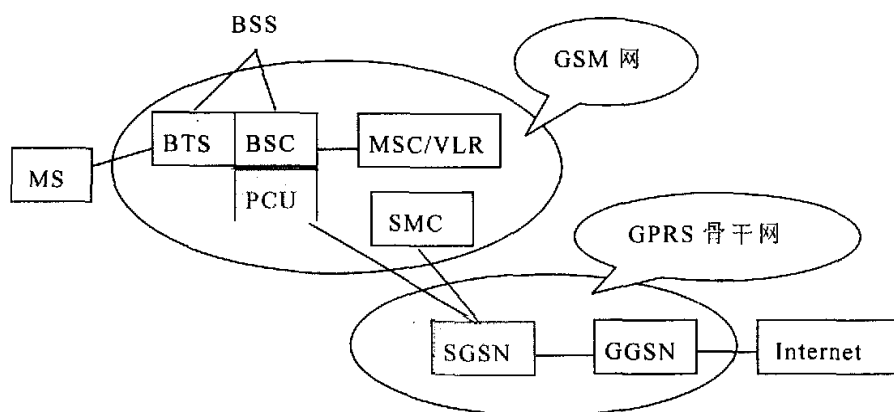 BSS
GSM 网
BTS
BSC
MSC/VLR
MS
PCU
SMC
GPRS 骨干网
SGSN
GGSN
Internet